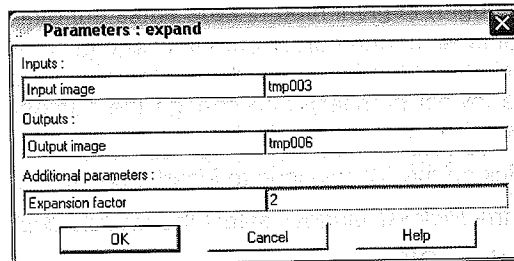 Parameters : expand
Inputs :
Input image tmp003
Outputs :
Output image tmp006
Additional parameters :
Expansion factor 2
OK Cancel Help